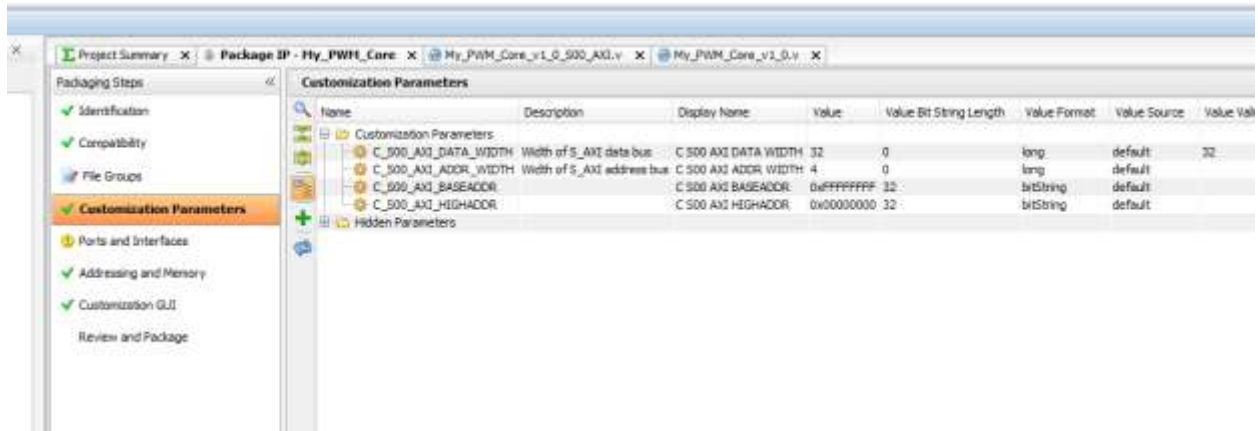 Project Summary
Package IP - My_PWM_Core
My_PWM_Core_v1_0_S00_AXI.v
My_PWM_Core_v1_0.v
Packaging Steps
Identification
Compatibility
File Groups
Customization Parameters
Ports and Interfaces
Addressing and Memory
Customization GUI
Review and Package
Customization Parameters
Name Description Display Name Value Value Bit String Length Value Format Value Source Value Vali
Customization Parameters
C_S00_AXI_DATA_WIDTH Width of S_AXI data bus C S00 AXI DATA WIDTH 32 0 long default 32
C_S00_AXI_ADDR_WIDTH Width of S_AXI address bus C S00 AXI ADDR WIDTH 4 0 long default
C_S00_AXI_BASEADDR C S00 AXI BASEADDR 0xFFFFFFFF 32 bitString default
C_S00_AXI_HIGHADDR C S00 AXI HIGHADDR 0x00000000 32 bitString default
Hidden Parameters